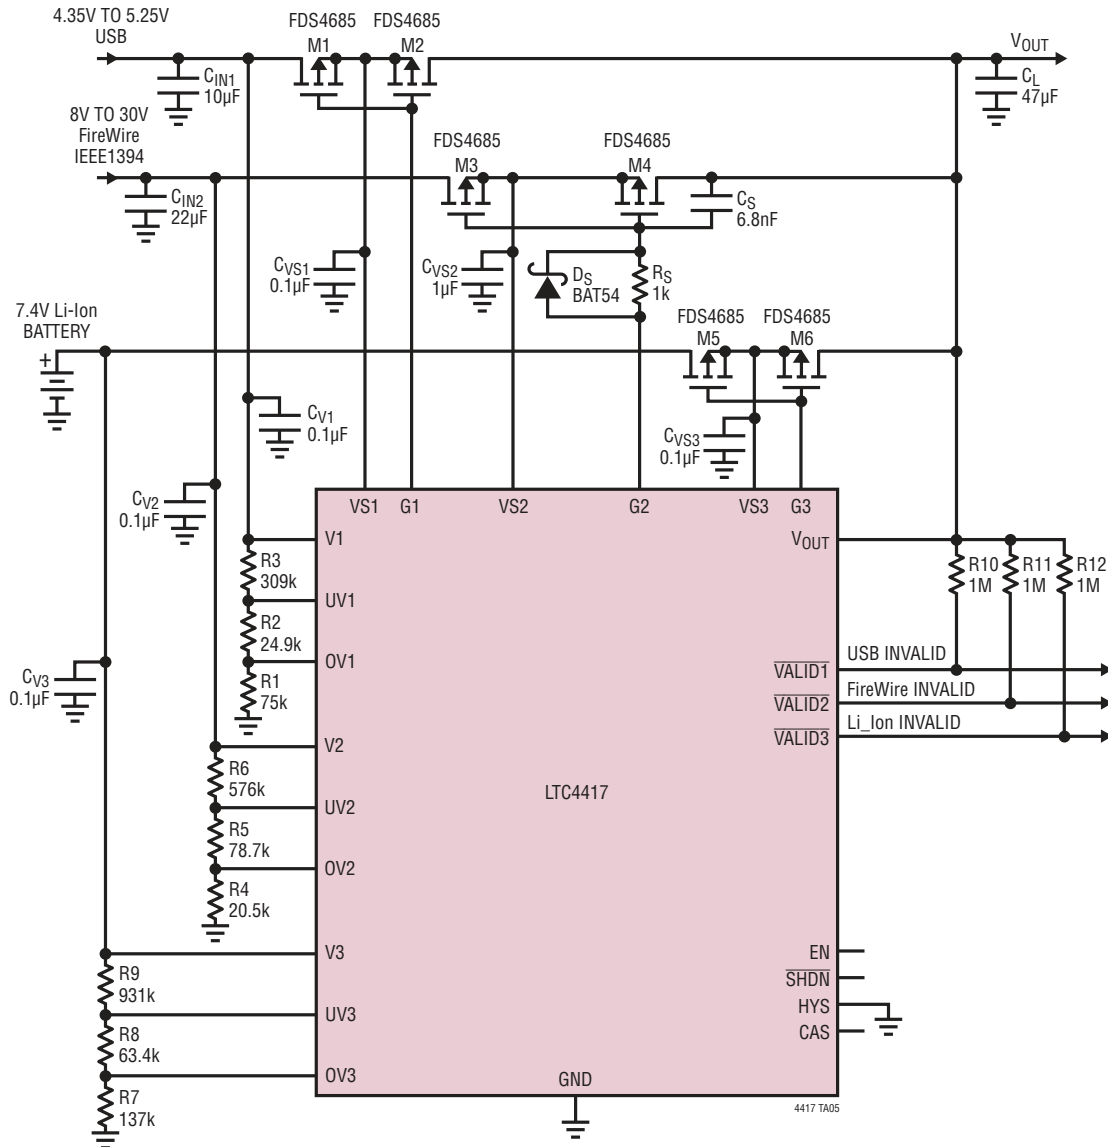 4.35V TO 5.25V
USB
FDS4685
M1
FDS4685
M2
VOUT
CIN1
10µF
CL
47µF
8V TO 30V
FireWire
IEEE1394
FDS4685
M3
FDS4685
M4
CIN2
22µF
CS
6.8nF
CVS1
0.1µF
CVS2
1µF
DS
BAT54
RS
1k
7.4V Li-Ion
BATTERY
+
FDS4685
M5
FDS4685
M6
CV1
0.1µF
CVS3
0.1µF
CV2
0.1µF
VS1
G1
VS2
G2
VS3
G3
V1
VOUT
R3
309k
R10
1M
R11
1M
R12
1M
UV1
R2
24.9k
OV1
USB INVALID
VALID1
CV3
0.1µF
R1
75k
FireWire INVALID
VALID2
Li_Ion INVALID
VALID3
V2
R6
576k
LTC4417
UV2
R5
78.7k
OV2
R4
20.5k
V3
EN
R9
931k
SHDN
HYS
UV3
CAS
R8
63.4k
OV3
R7
137k
GND
4417 TA05